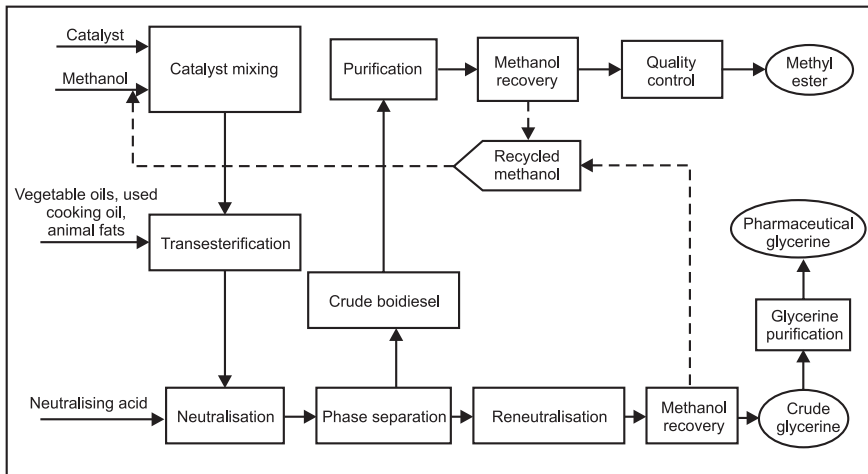 Catalyst
Methanol
Catalyst mixing
Purification
Methanol
recovery
Quality
control
Methyl
ester
Recycled
methanol
Vegetable oils, used
cooking oil,
animal fats
Transesterification
Pharmaceutical
glycerine
Crude boidiesel
Glycerine
purification
Neutralising acid
Neutralisation
Phase separation
Reneutralisation
Methanol
recovery
Crude
glycerine